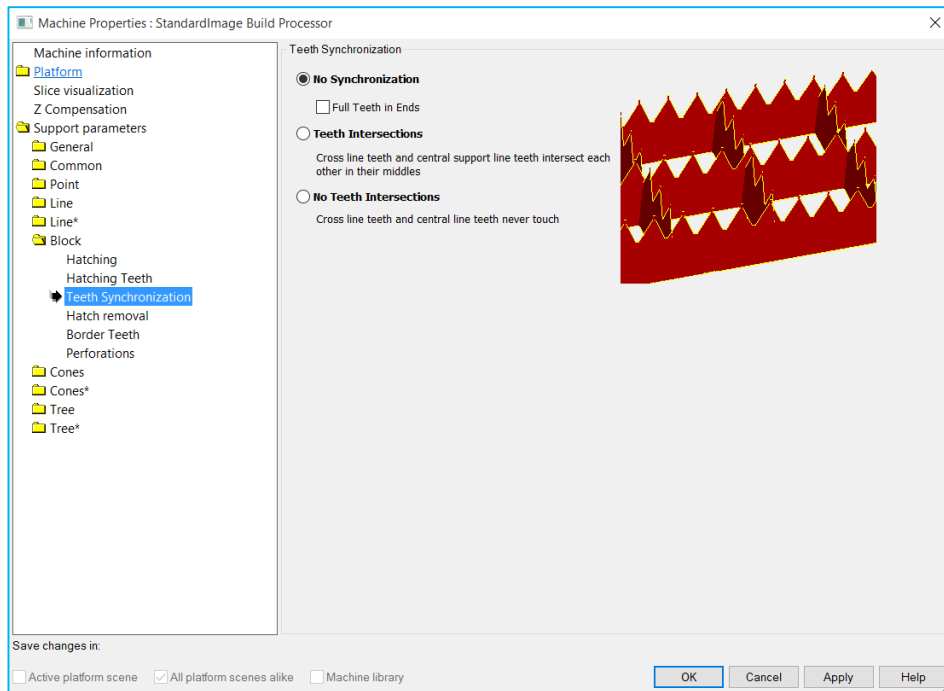 Machine Properties : StandardImage Build Processor
Machine information
Platform
Slice visualization
Z Compensation
Support parameters
General
Common
Point
Line
Line*
Block
Hatching
Hatching Teeth
Teeth Synchronization
Hatch removal
Border Teeth
Perforations
Cones
Cones*
Tree
Tree*
Teeth Synchronization
No Synchronization
Full Teeth in Ends
Teeth Intersections
Cross line teeth and central support line teeth intersect each
other in their middles
No Teeth Intersections
Cross line teeth and central line teeth never touch
Save changes in:
Active platform scene All platform scenes alike Machine library
OK Cancel Apply Help